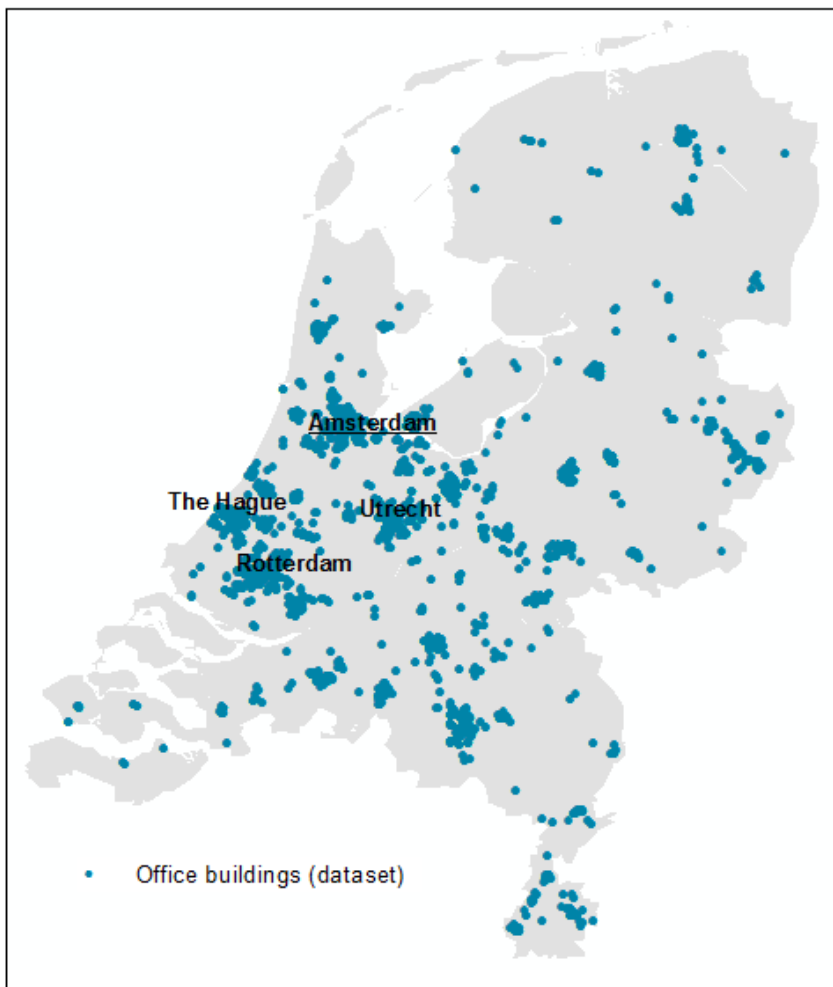 Amsterdam
The Hague
Utrecht
Rotterdam
Office buildings (dataset)